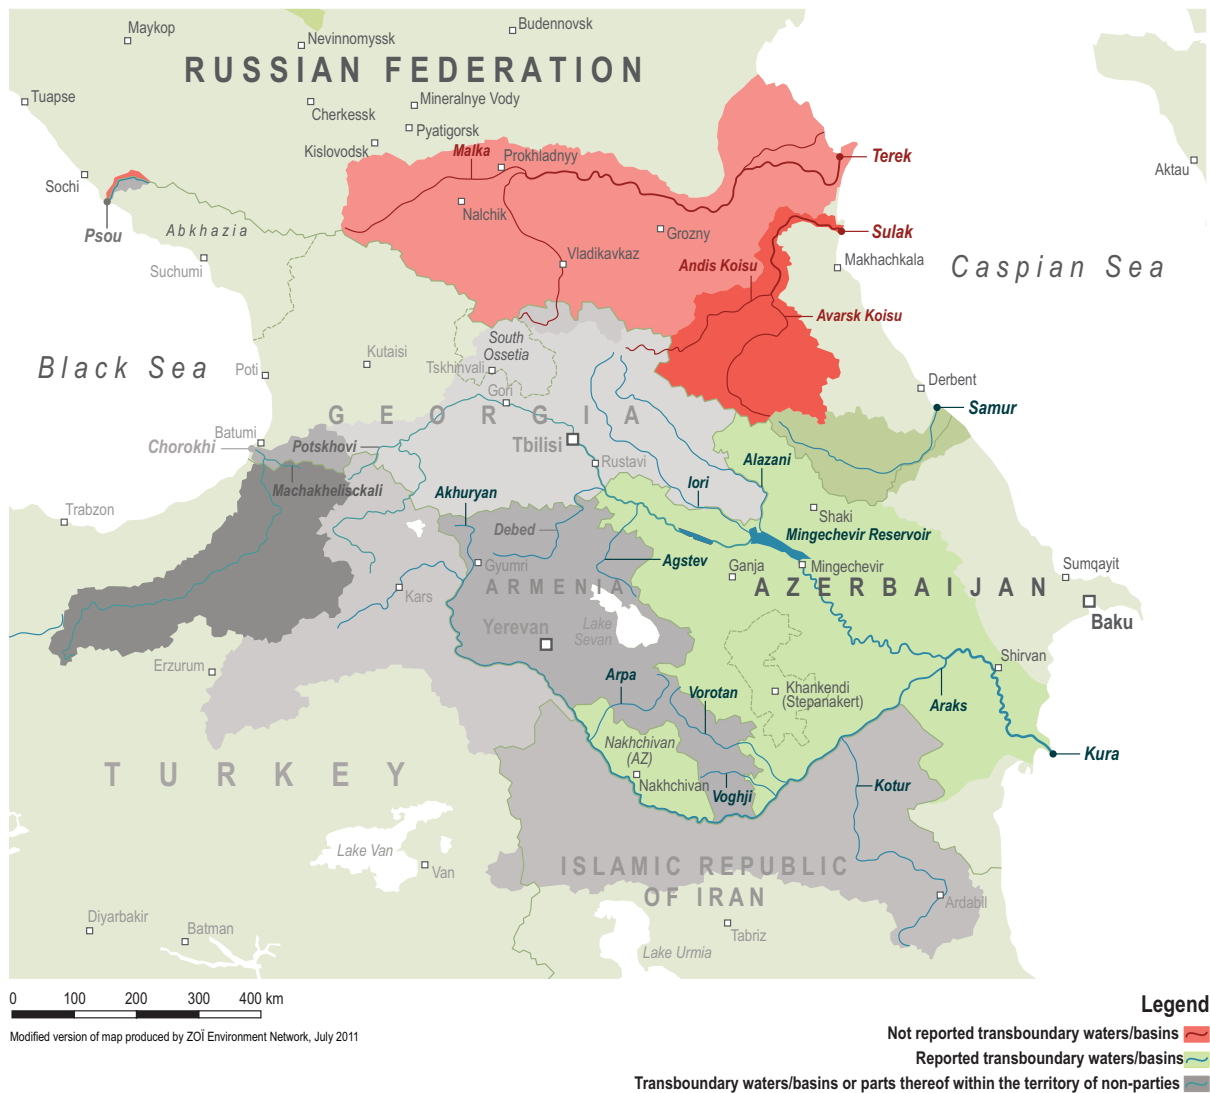 Maykop
Budennovsk
Nevinnomyssk
RUSSIAN FEDERATION
Tuapse
Mineralnye Vody
Cherkessk
Pyatigorsk
Kislovodsk
Malka
Prokhladnyy
Terek
Aktau
Sochi
Nalchik
Psou
Abkhazia
Grozny
Sulak
Vladikavkaz
Makhachkala
Caspian Sea
Suchumi
Andis Koisu
Avarsk Koisu
South
Ossetia
Kutaisi
Black Sea
Poti
Tskhinvali
Derbent
Gori
Samur
GEORGIA
Batumi
Chorokhi
Potskhovi
Tbilisi
Rustavi
Alazani
Machakhelisckali
Akhuryan
Iori
Trabzon
Shaki
Debed
Mingechevir Reservoir
Agstev
Gyumri
Ganja
Mingechevir
Sumqayit
ARMENIA
AZERBAIJAN
Kars
Baku
Yerevan
Lake
Sevan
Erzurum
Shirvan
Arpa
Vorotan
Khankendi
(Stepanakert)
Araks
Nakhchivan
(AZ)
Kura
TURKEY
Nakhchivan
Voghji
Kotur
Lake Van
Van
ISLAMIC REPUBLIC
OF IRAN
Ardabil
Diyarbakir
Batman
Tabriz
Lake Urmia
0 100 200 300 400 km
Modified version of map produced by ZOÏ Environment Network, July 2011
Legend
Not reported transboundary waters/basins
Reported transboundary waters/basins
Transboundary waters/basins or parts thereof within the territory of non-parties